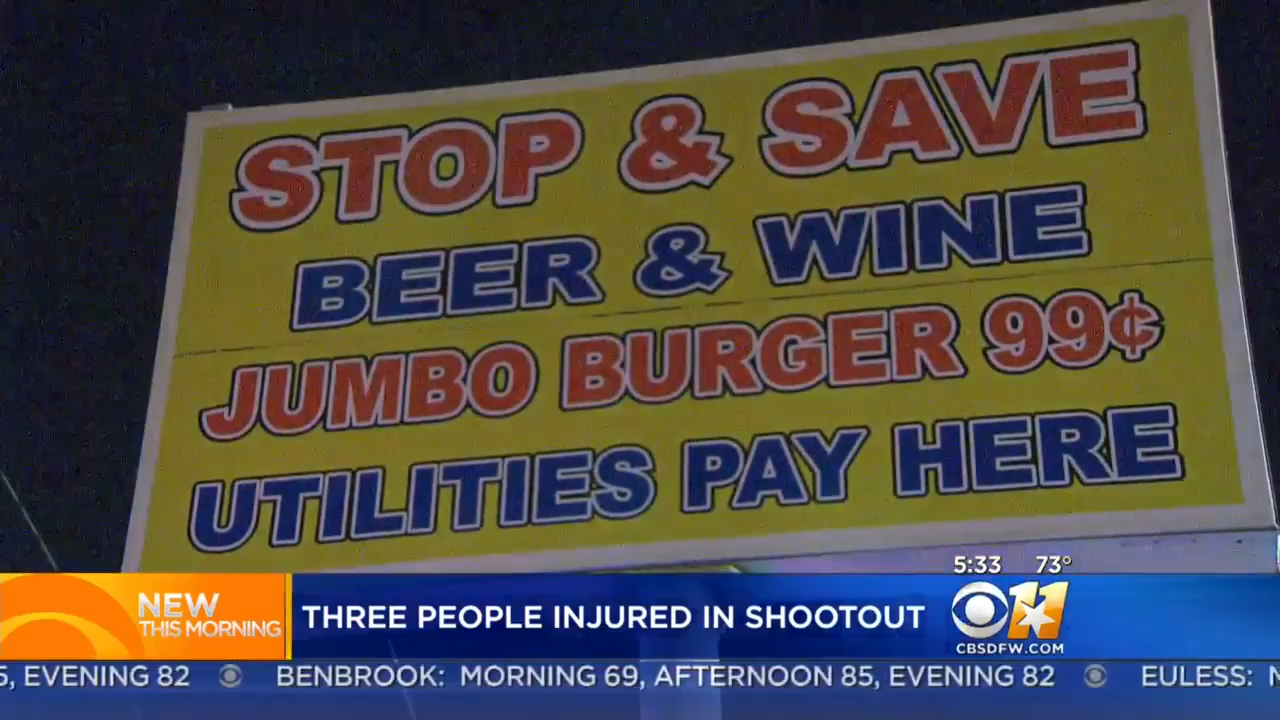 STOP & SAVE
BEER & WINE
JUMBO BURGER 99¢
UTILITIES PAY HERE
5:33 73°
NEW
THIS MORNING
THREE PEOPLE INJURED IN SHOOTOUT
11
CBSDFW.COM
5, EVENING 82 BENBROOK: MORNING 69, AFTERNOON 85, EVENING 82 EULESS: